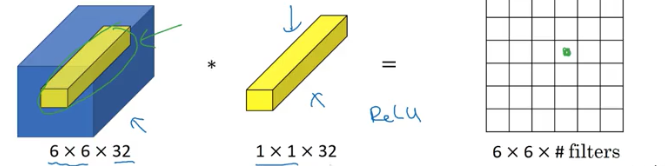 * =
ReLU
6 × 6 × 32
1 × 1 × 32
6 × 6 × # filters